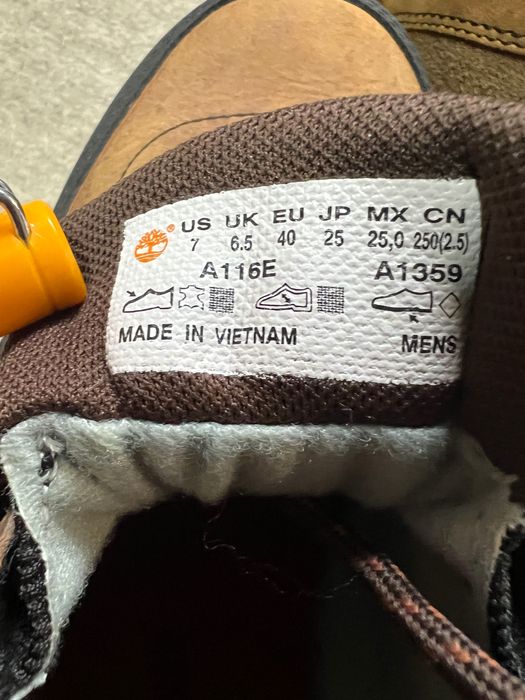 ® US UK EU JP MX CN
7 6.5 40 25 25,0 250(2.5)
A116E A1359
MADE IN VIETNAM MENS